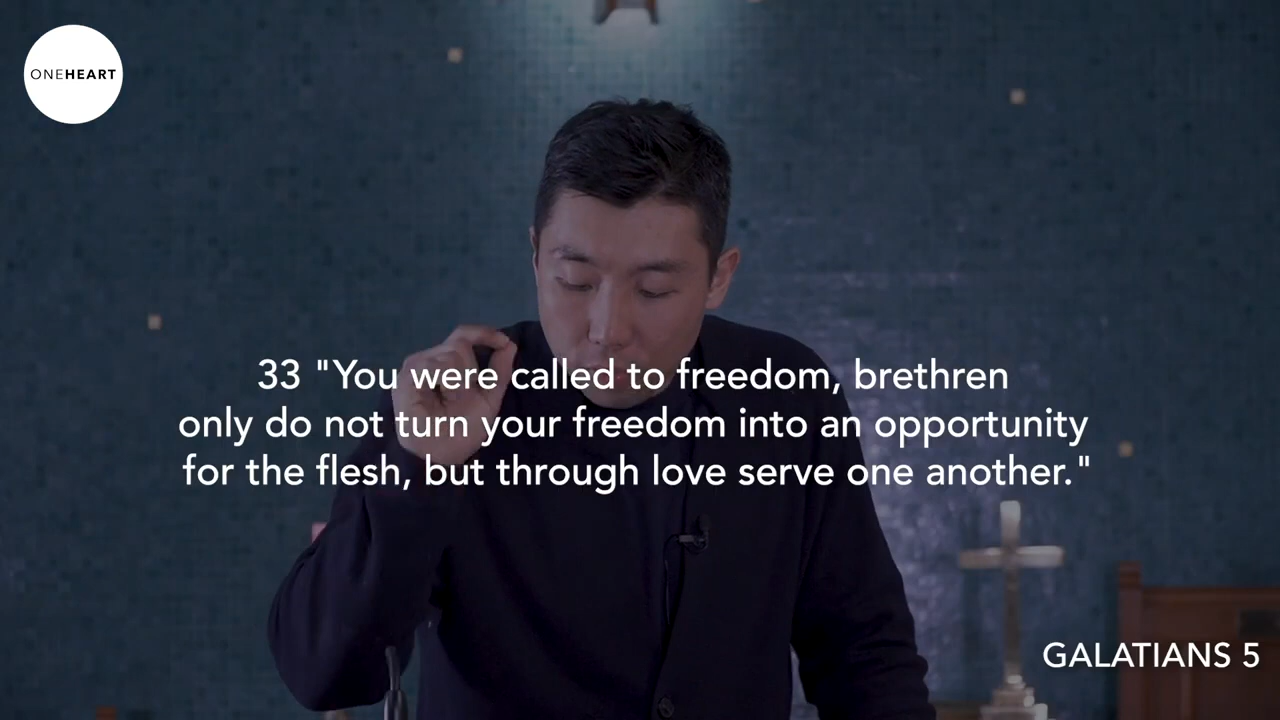 ONEHEART
33 "You were called to freedom, brethren
only do not turn your freedom into an opportunity
for the flesh, but through love serve one another."
GALATIANS 5